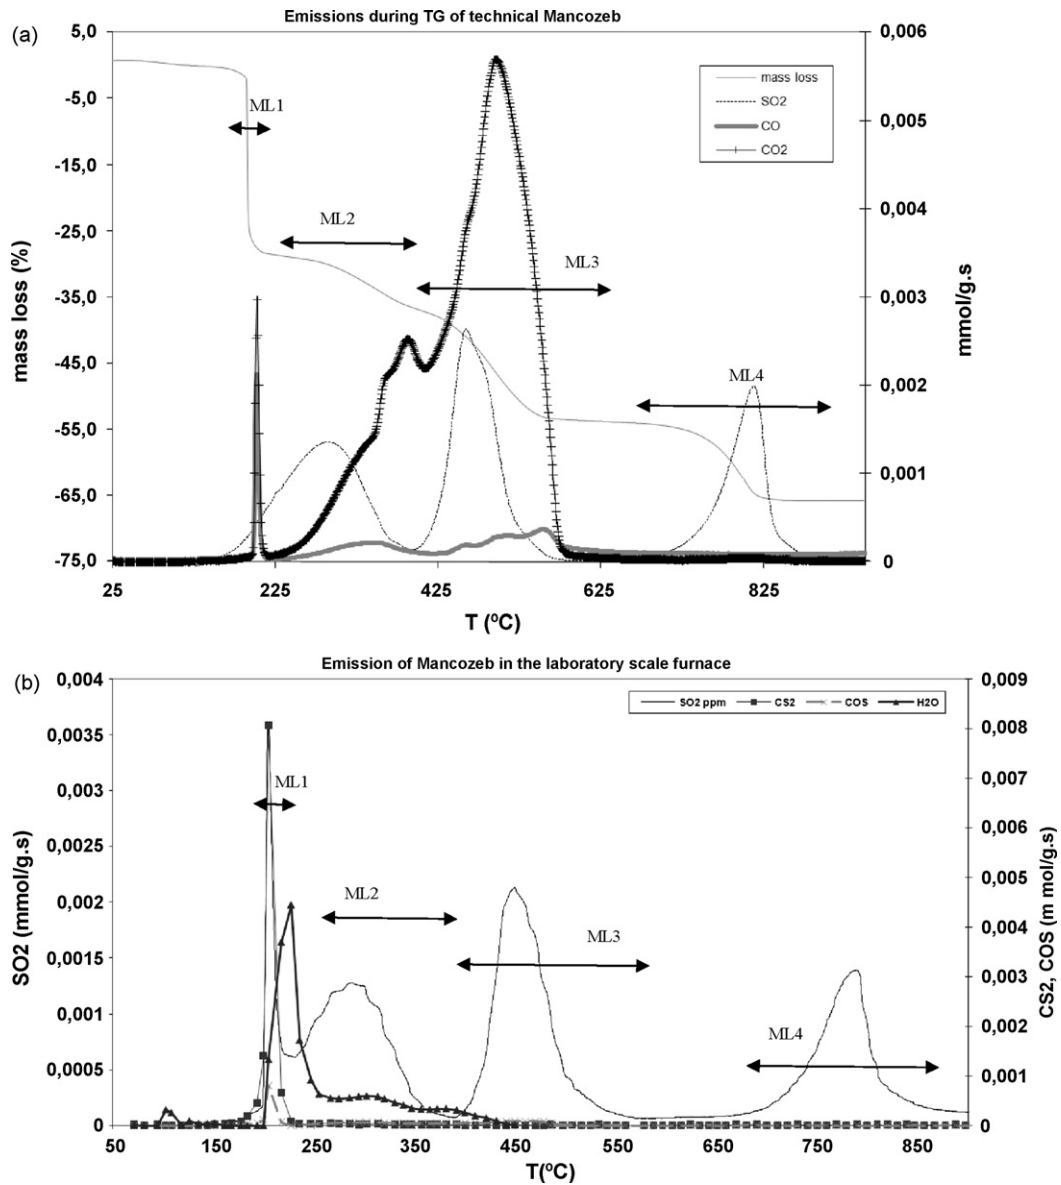 Emissions during TG of technical Mancozeb
(a)
5,0
-5,0
-15,0
-25,0
-35,0
-45,0
-55,0
-65,0
-75,0
mass loss (%)
0,006
0,005
0,004
0,003
0,002
0,001
0
mmol/g.s
mass loss
SO2
CO
CO2
ML1
ML2
ML3
ML4
25
225
425
625
825
T (ºC)
Emission of Mancozeb in the laboratory scale furnace
(b)
0,004
0,0035
0,003
0,0025
0,002
0,0015
0,001
0,0005
0
SO2 (mmol/g.s)
0,009
0,008
0,007
0,006
0,005
0,004
0,003
0,002
0,001
0
CS2, COS (m mol/g.s)
SO2 ppm CS2 COS H2O
ML1
ML2
ML3
ML4
50 150 250 350 450 550 650 750 850
T(ºC)